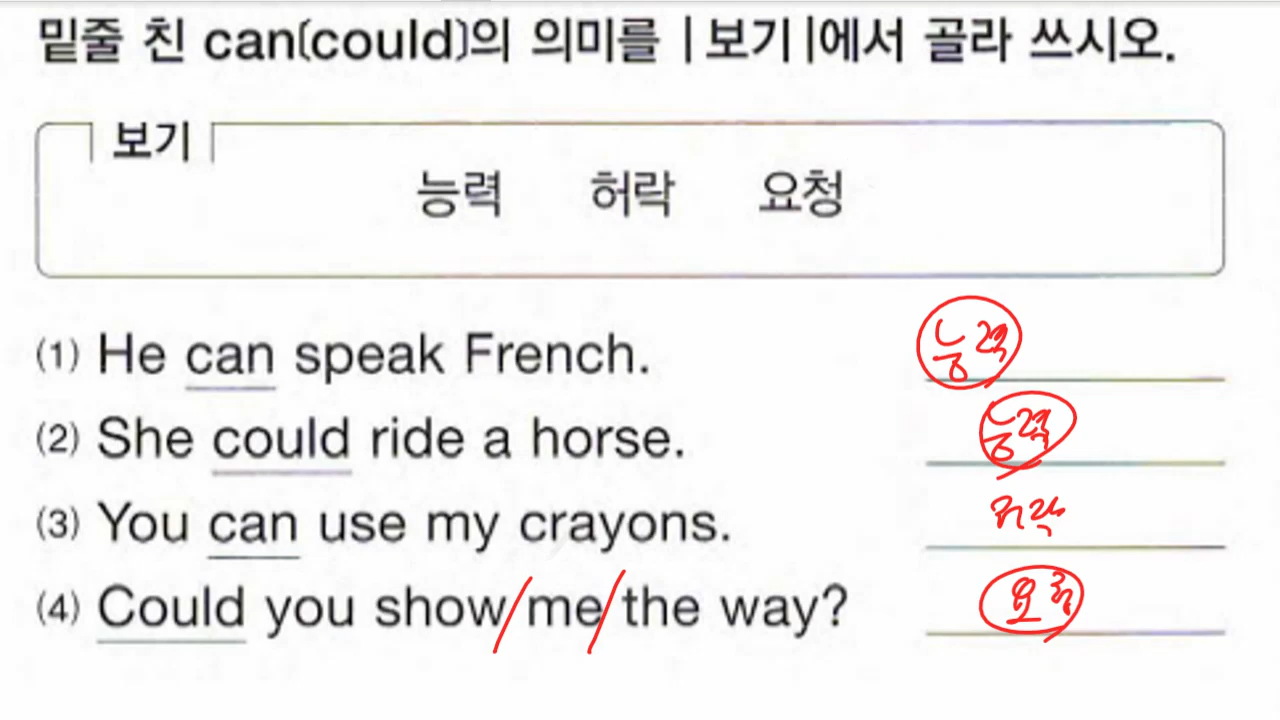 밑줄 친 can(could)의 의미를 |보기|에서 골라 쓰시오.
보기
능력 허락 요청
(1) He can speak French. 능력
(2) She could ride a horse. 능력
(3) You can use my crayons. 허락
(4) Could you show/me/the way? 요청